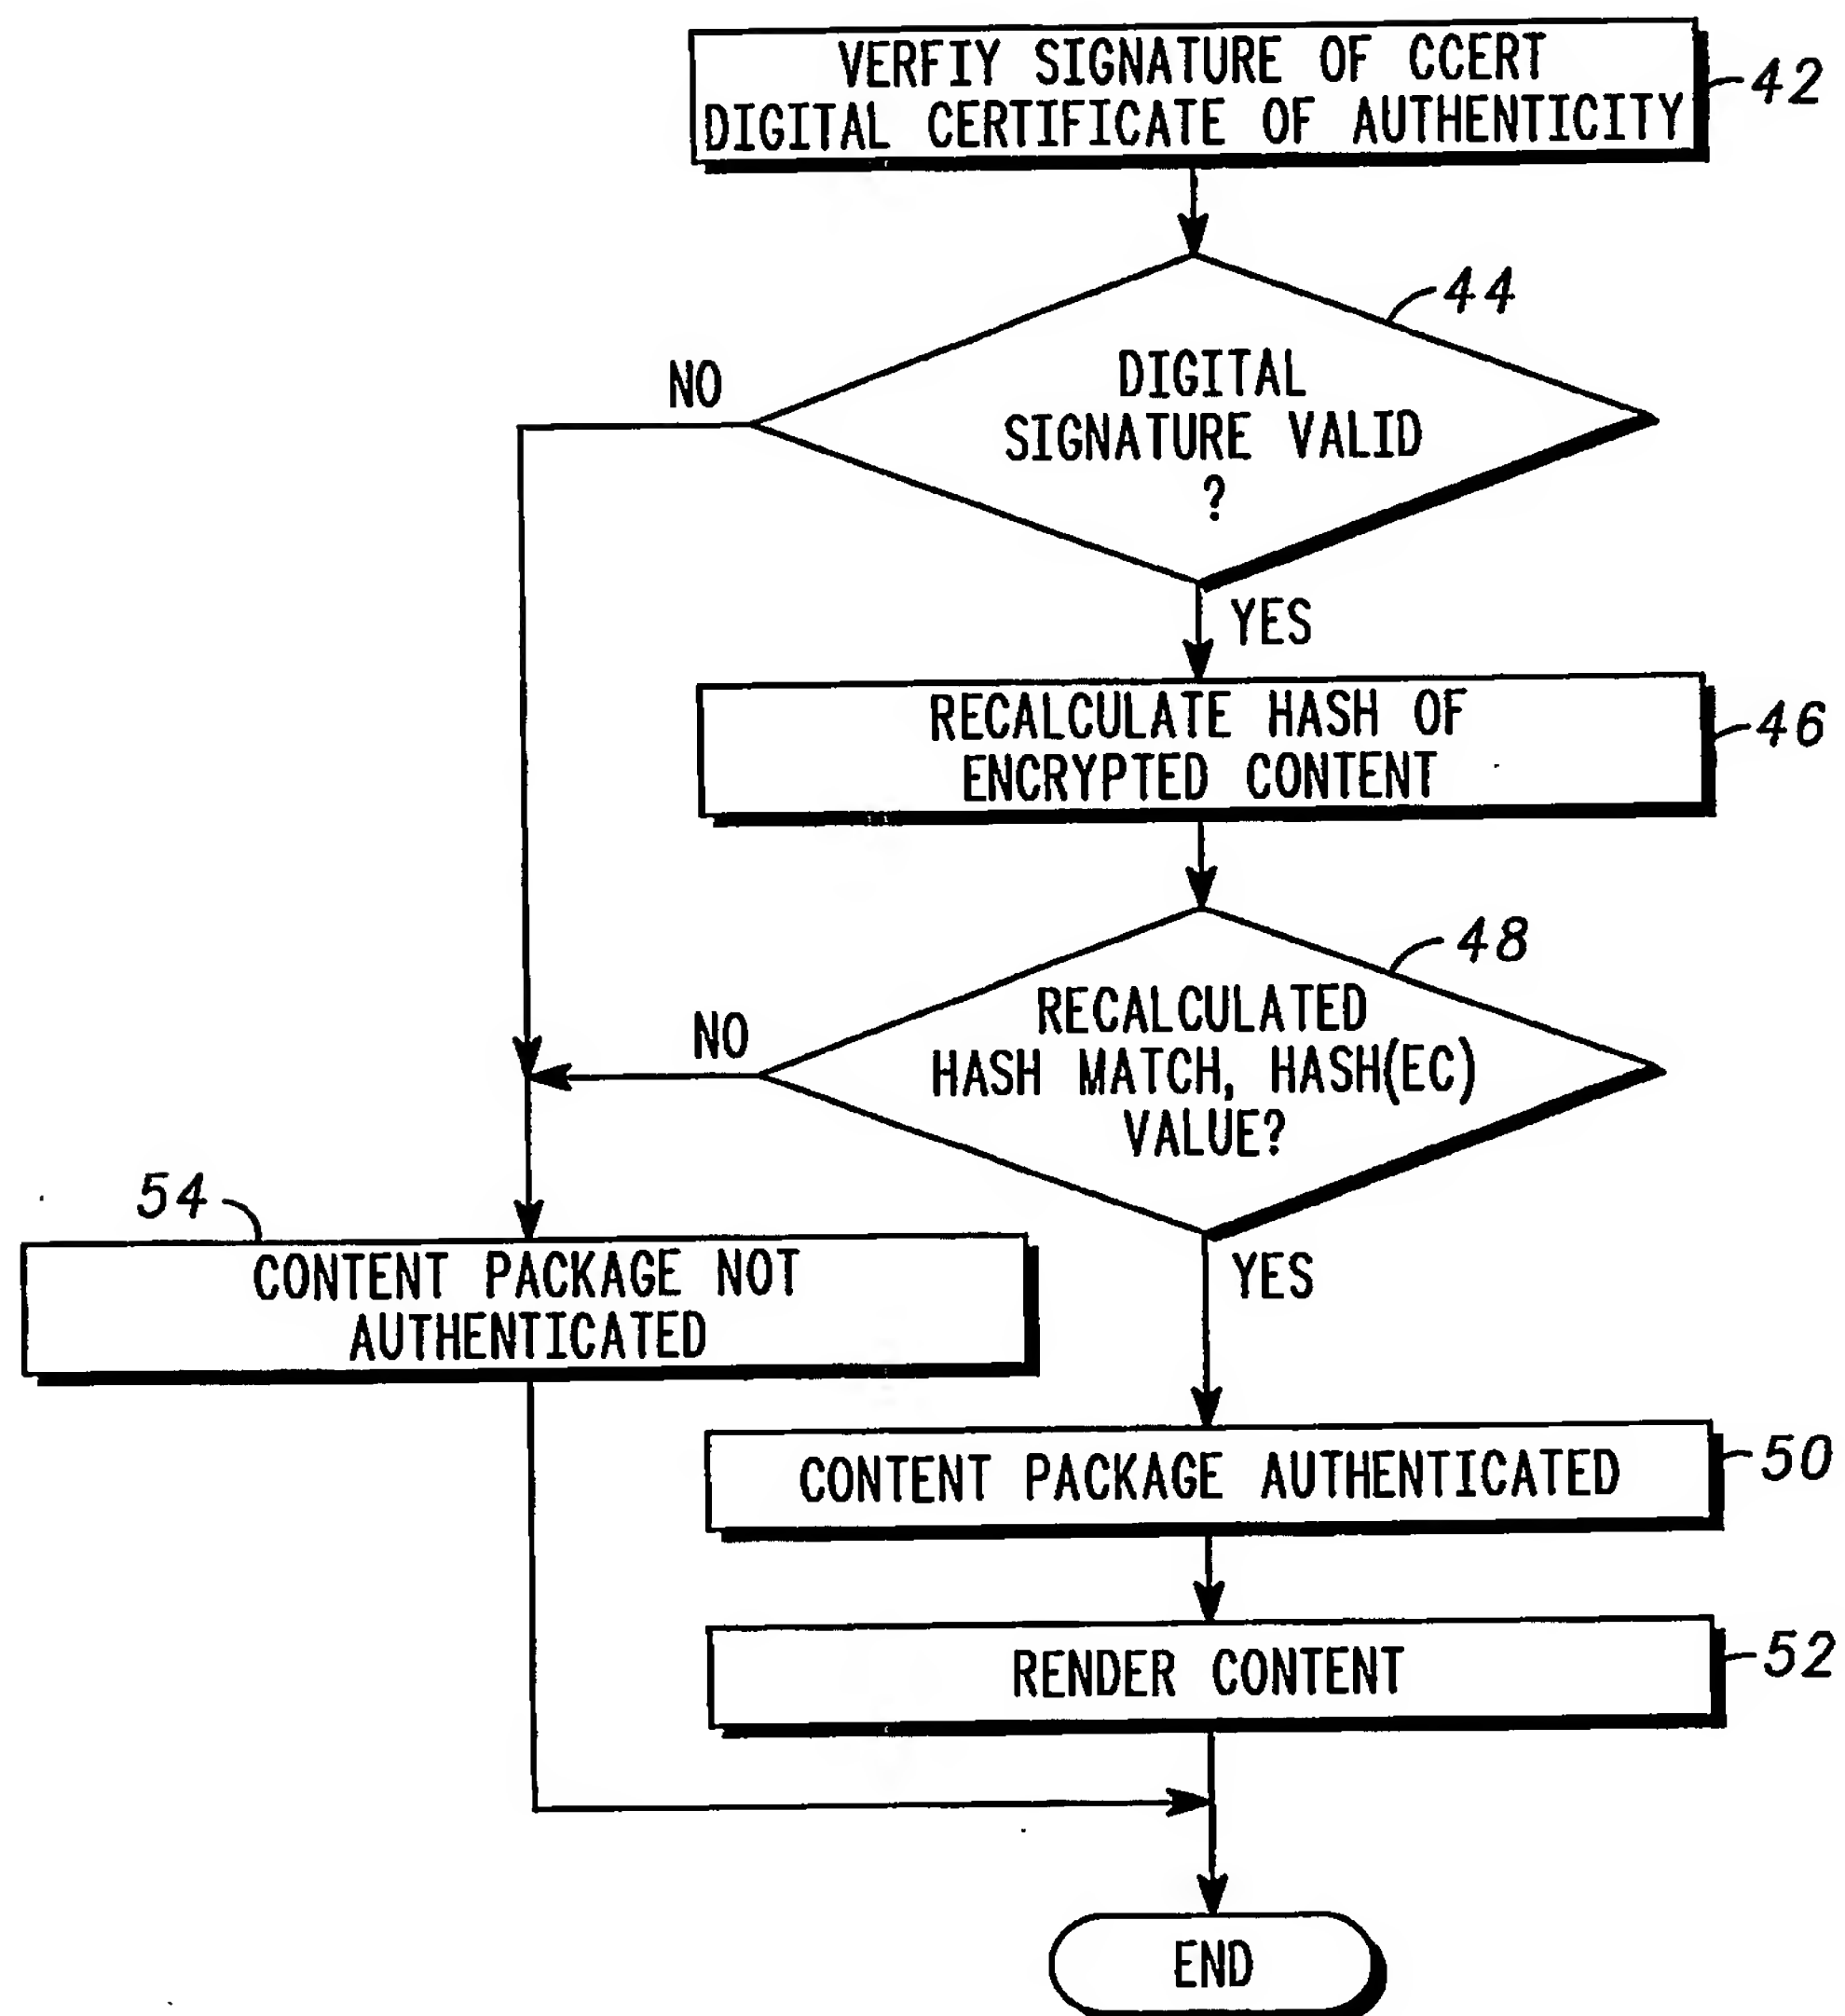 VERFIY SIGNATURE OF CCERT
DIGITAL CERTIFICATE OF AUTHENTICITY
42
44
DIGITAL
SIGNATURE VALID
?
NO
YES
RECALCULATE HASH OF
ENCRYPTED CONTENT
46
48
RECALCULATED
HASH MATCH, HASH(EC)
VALUE?
NO
YES
54
CONTENT PACKAGE NOT
AUTHENTICATED
CONTENT PACKAGE AUTHENTICATED
50
RENDER CONTENT
52
END